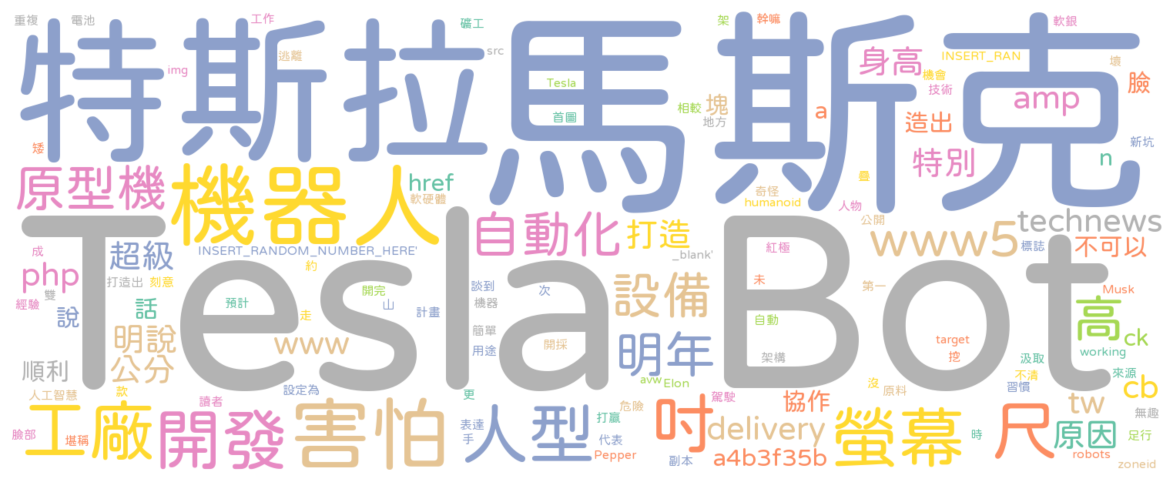 重複
電池
工作
碾工
架
幹嘛
軟銀
特斯拉
馬斯克
逃離
src
img
Tesla
首圖
相較
塊
地方
身高
機會
技術
INSERT_RAN
臉
amp
a
造出
新坑
特別
n
矮
原型機
機器人
href
軟硬體
奇怪
humanoid
疊
人物
公開
自動化
打造
www5
technews
標誌
不可以
成
超級
INSERT_RANDOM_NUMBER_HERE'
_blank'
紅極
php
打造出
刻意
約
Tesla Bot
雙
經驗
話
預計
開完
山
計畫
談到
機器
次
設備
未
第一
Musk
說
走
自動
高
明說
www
簡單
用途
開採
明年
架構
target
挖
ck
working
汲取
順利
公分
人工智慧
款
設定為
avw
Elon
沒
原料
不清
習慣
來源
cb
讀者
更
危險
駕駛
協作
tw
無趣
工廠
開發
害怕
人型
表達
手
打贏
代表
吋
delivery
螢幕
時
尺
原因
足行
臉部
堪稱
Pepper
副本
a4b3f35b
robots
zoneid